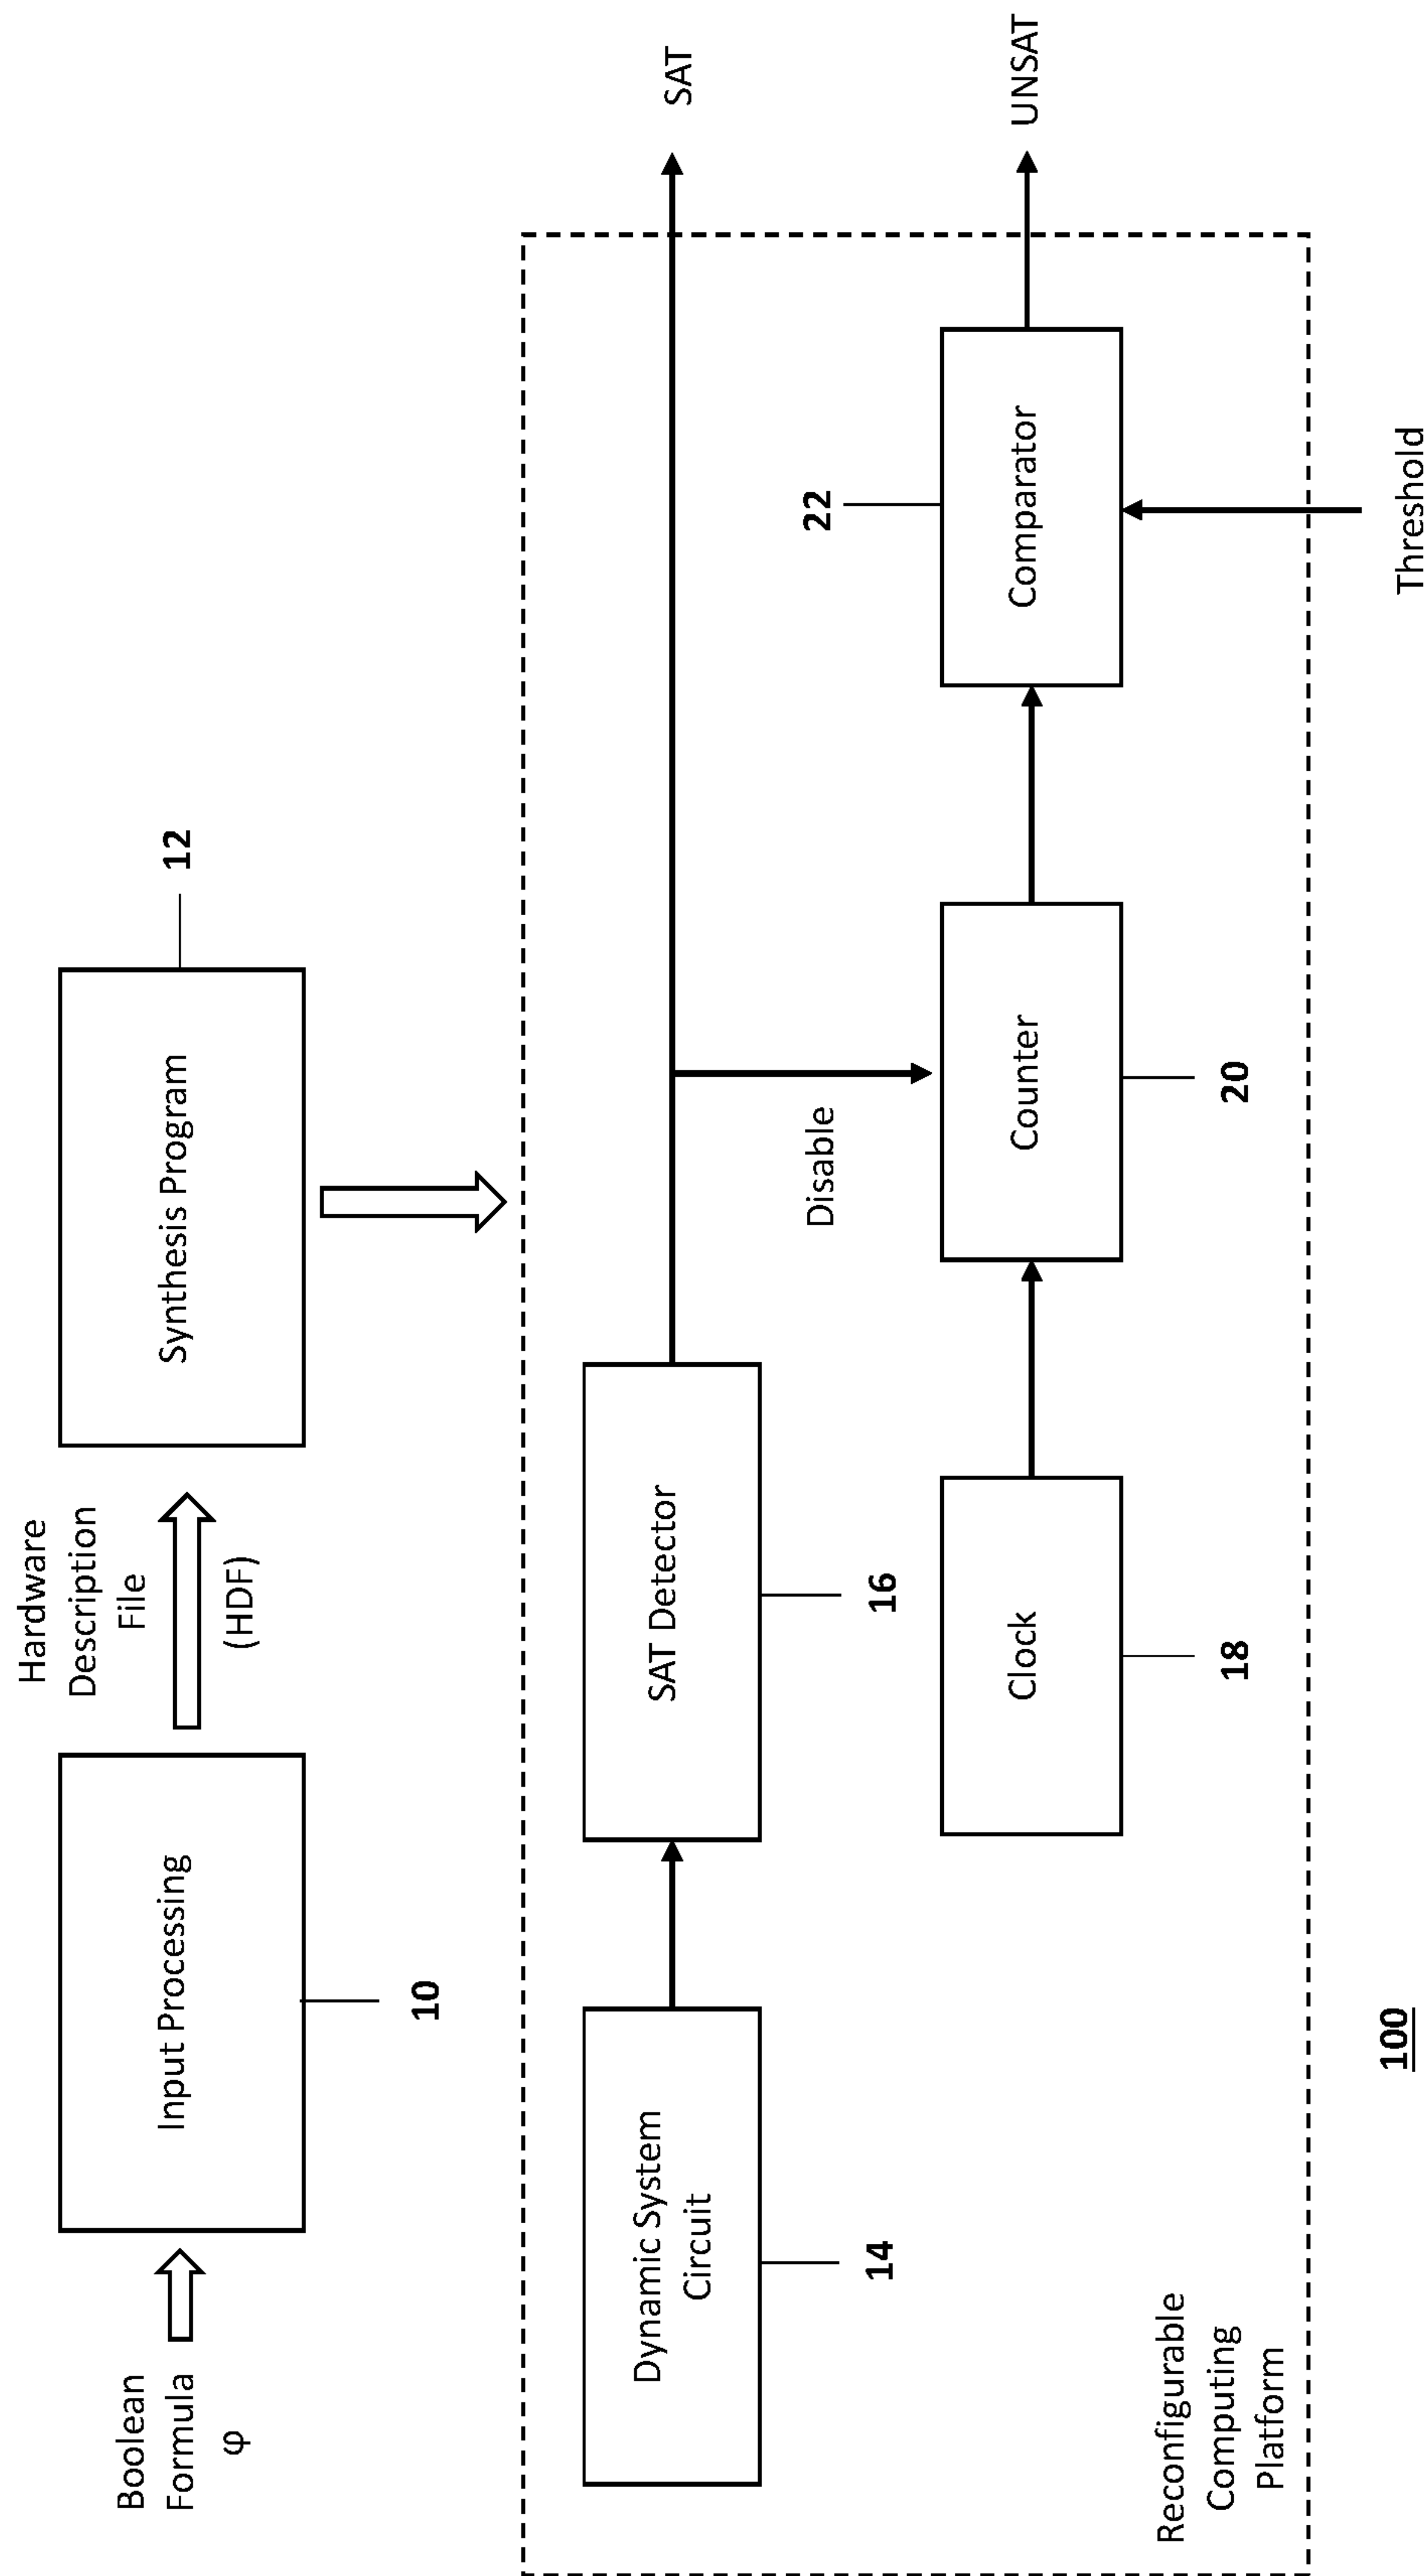 Boolean
Formula
φ
Input Processing
10
Hardware
Description
File
(HDF)
Synthesis Program
12
Dynamic System
Circuit
14
SAT Detector
16
SAT
Disable
Clock
18
Counter
20
Comparator
22
UNSAT
Threshold
Reconfigurable
Computing
Platform
100